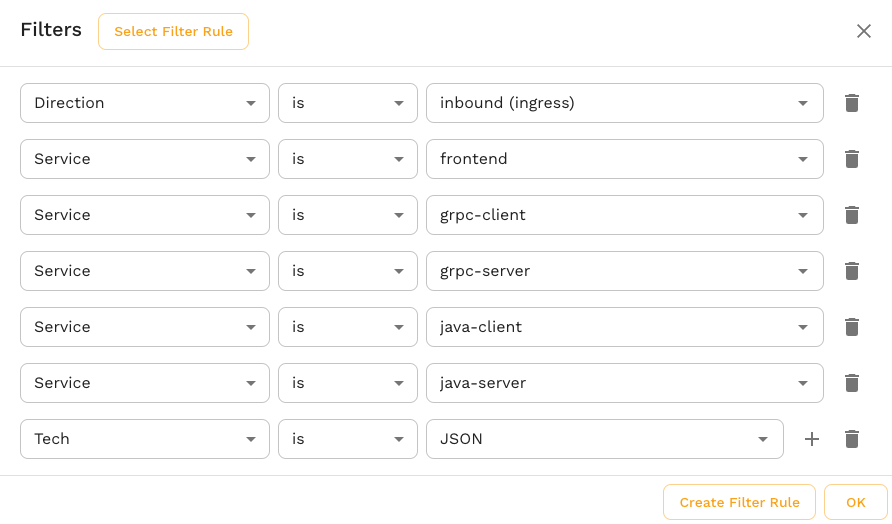 Filters Select Filter Rule
Direction is inbound (ingress)
Service is frontend
Service is grpc-client
Service is grpc-server
Service is java-client
Service is java-server
Tech is JSON
Create Filter Rule OK